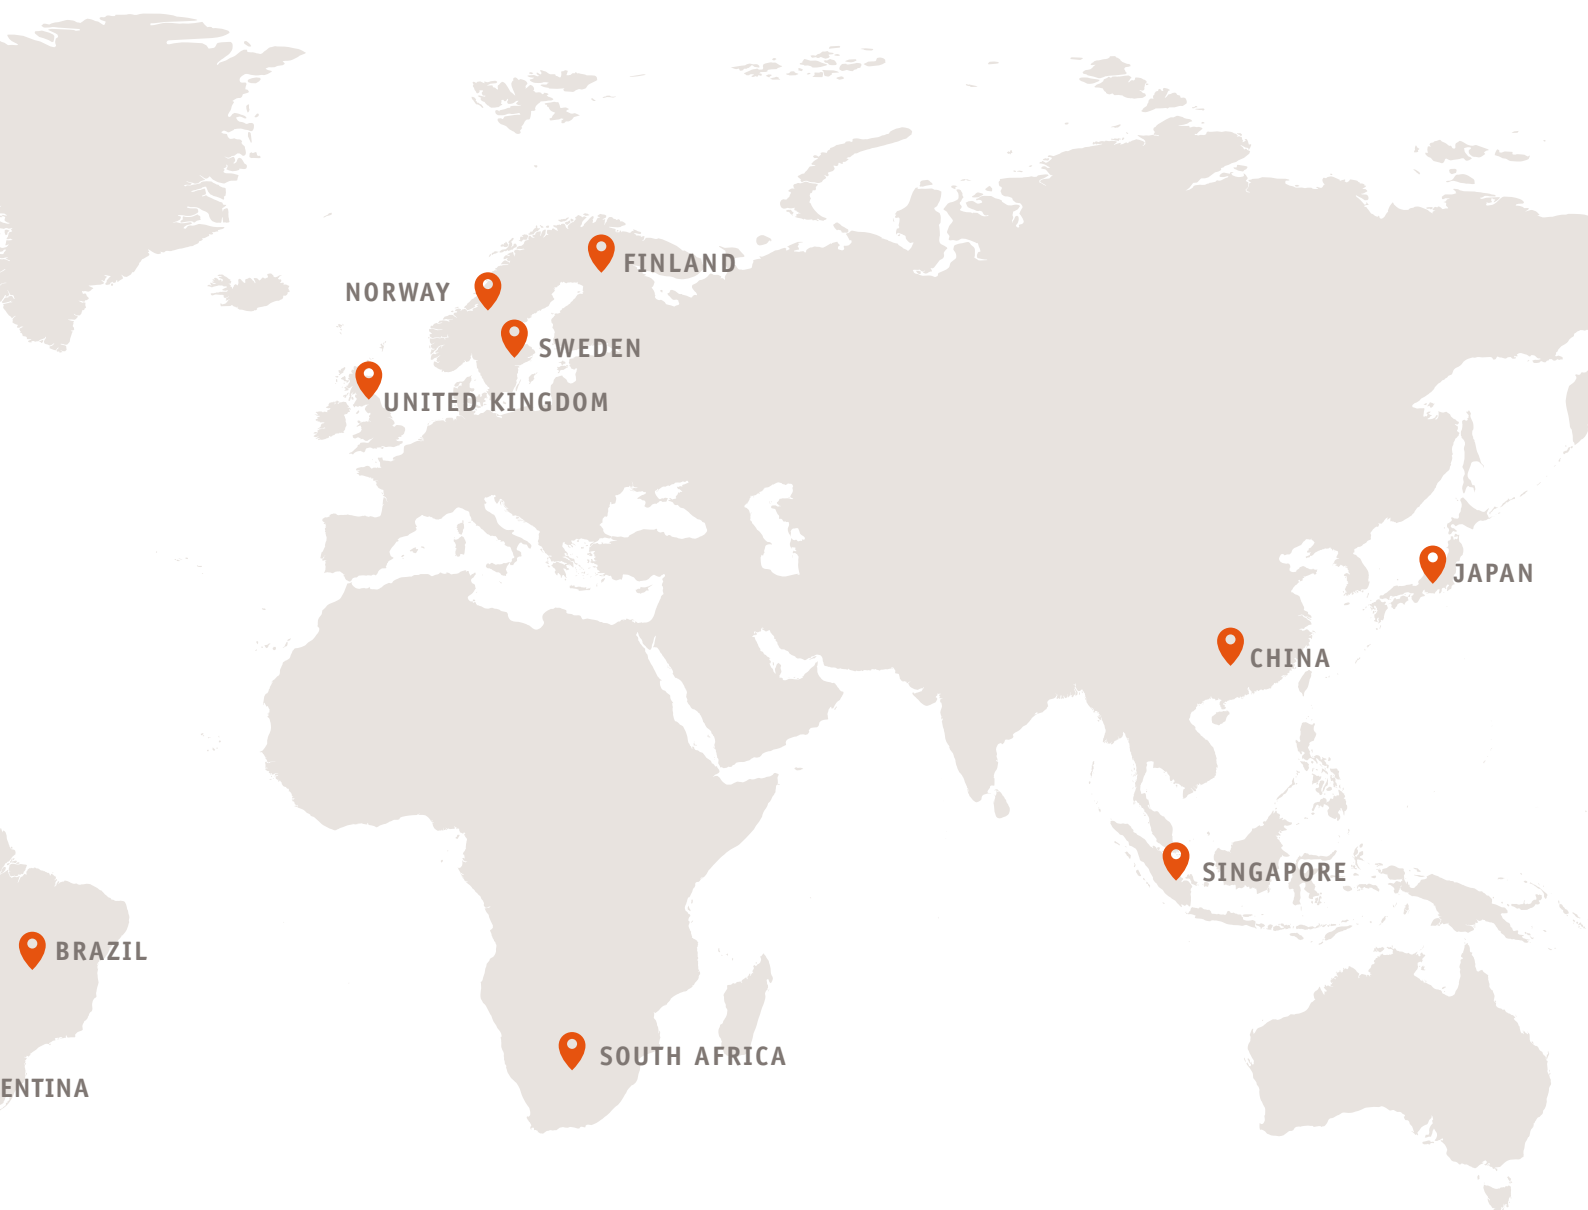 FINLAND
NORWAY
SWEDEN
UNITED KINGDOM
JAPAN
CHINA
SINGAPORE
BRAZIL
SOUTH AFRICA
ENTINA